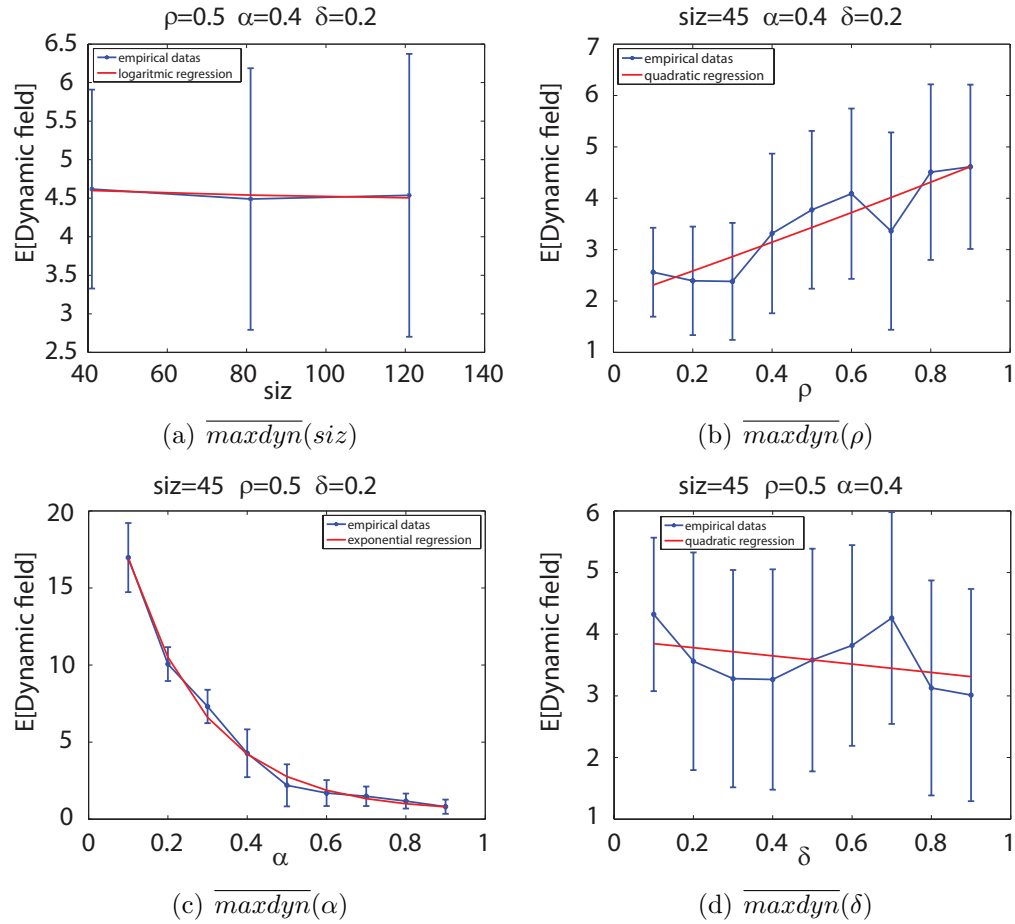 ρ=0.5 α=0.4 δ=0.2
6.5
6
5.5
5
4.5
4
3.5
3
2.5
E[Dynamic field]
empirical datas
logaritmic regression
40
60
80
100
120
140
siz
(a) maxdyn(siz)
siz=45 α=0.4 δ=0.2
7
6
5
4
3
2
1
E[Dynamic field]
empirical datas
quadratic regression
0
0.2
0.4
0.6
0.8
1
ρ
(b) maxdyn(ρ)
siz=45 ρ=0.5 δ=0.2
20
15
10
5
0
E[Dynamic field]
empirical datas
exponential regression
0
0.2
0.4
0.6
0.8
1
α
(c) maxdyn(α)
siz=45 ρ=0.5 α=0.4
6
5
4
3
2
1
E[Dynamic field]
empirical datas
quadratic regression
0
0.2
0.4
0.6
0.8
1
δ
(d) maxdyn(δ)